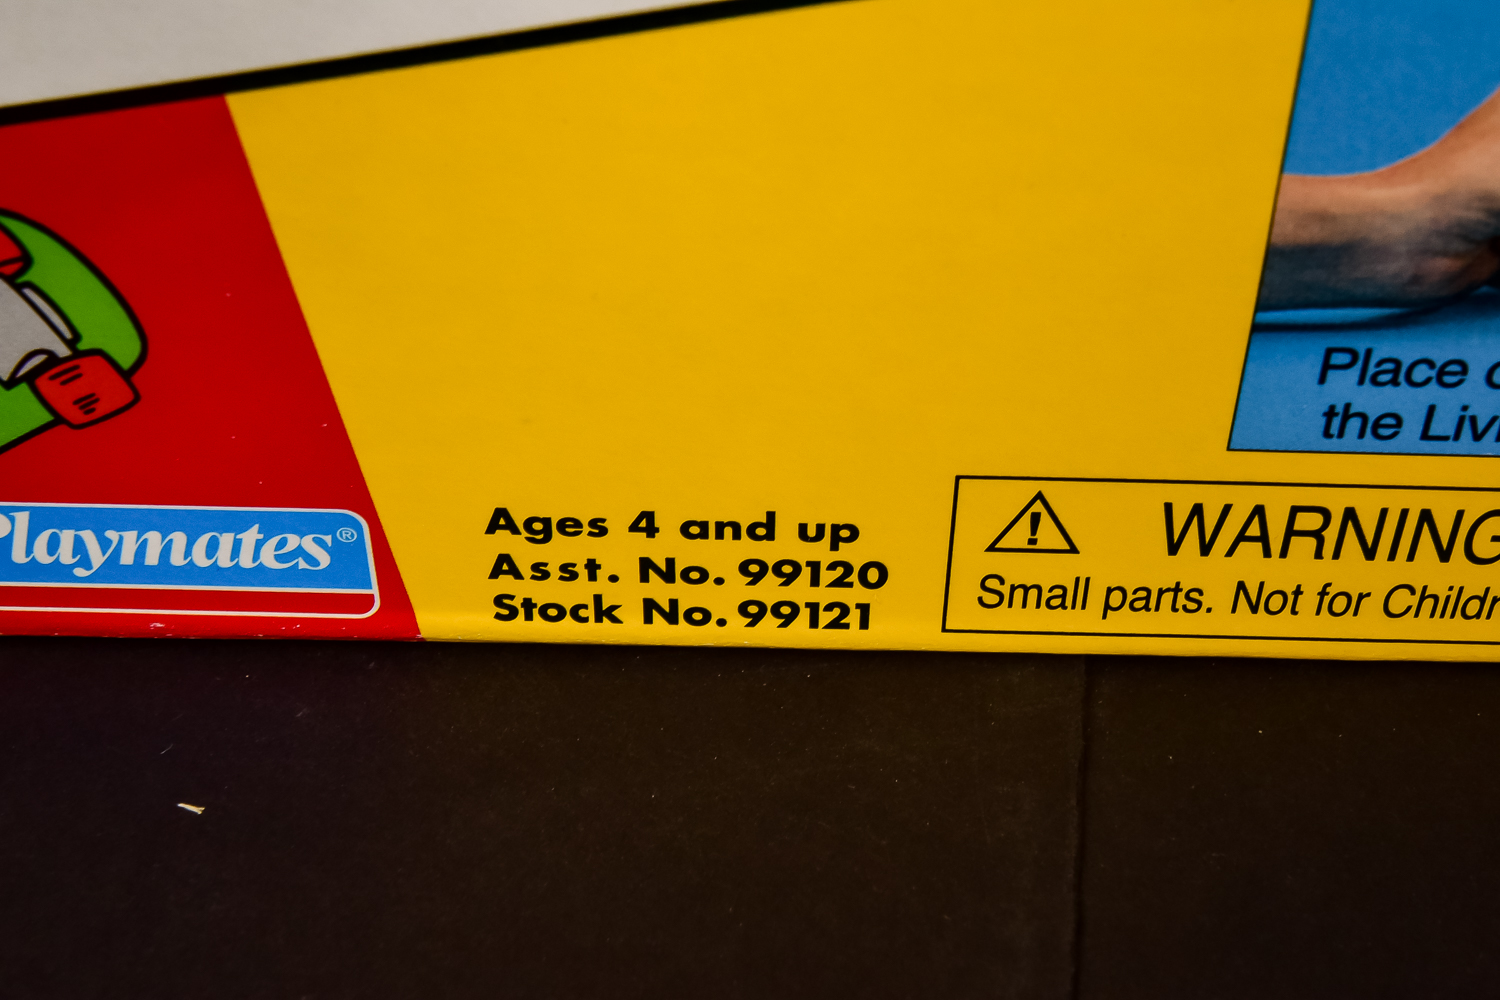 Place
the
Playmates®
Ages 4 and up
Asst. No. 99120
Stock No. 99121
WARNING
Small parts. Not for